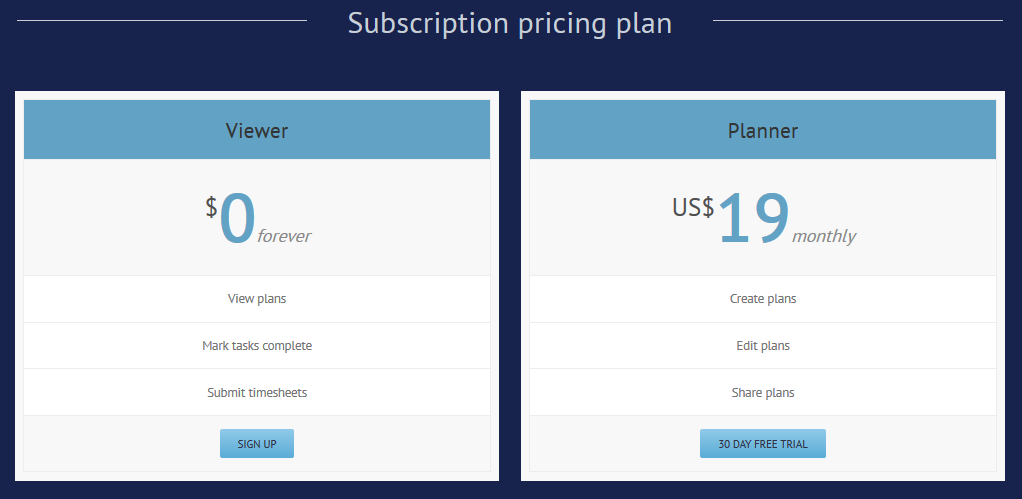 Subscription pricing plan
Viewer
$0 forever
View plans
Mark tasks complete
Submit timesheets
SIGN UP
Planner
US$19 monthly
Create plans
Edit plans
Share plans
30 DAY FREE TRIAL